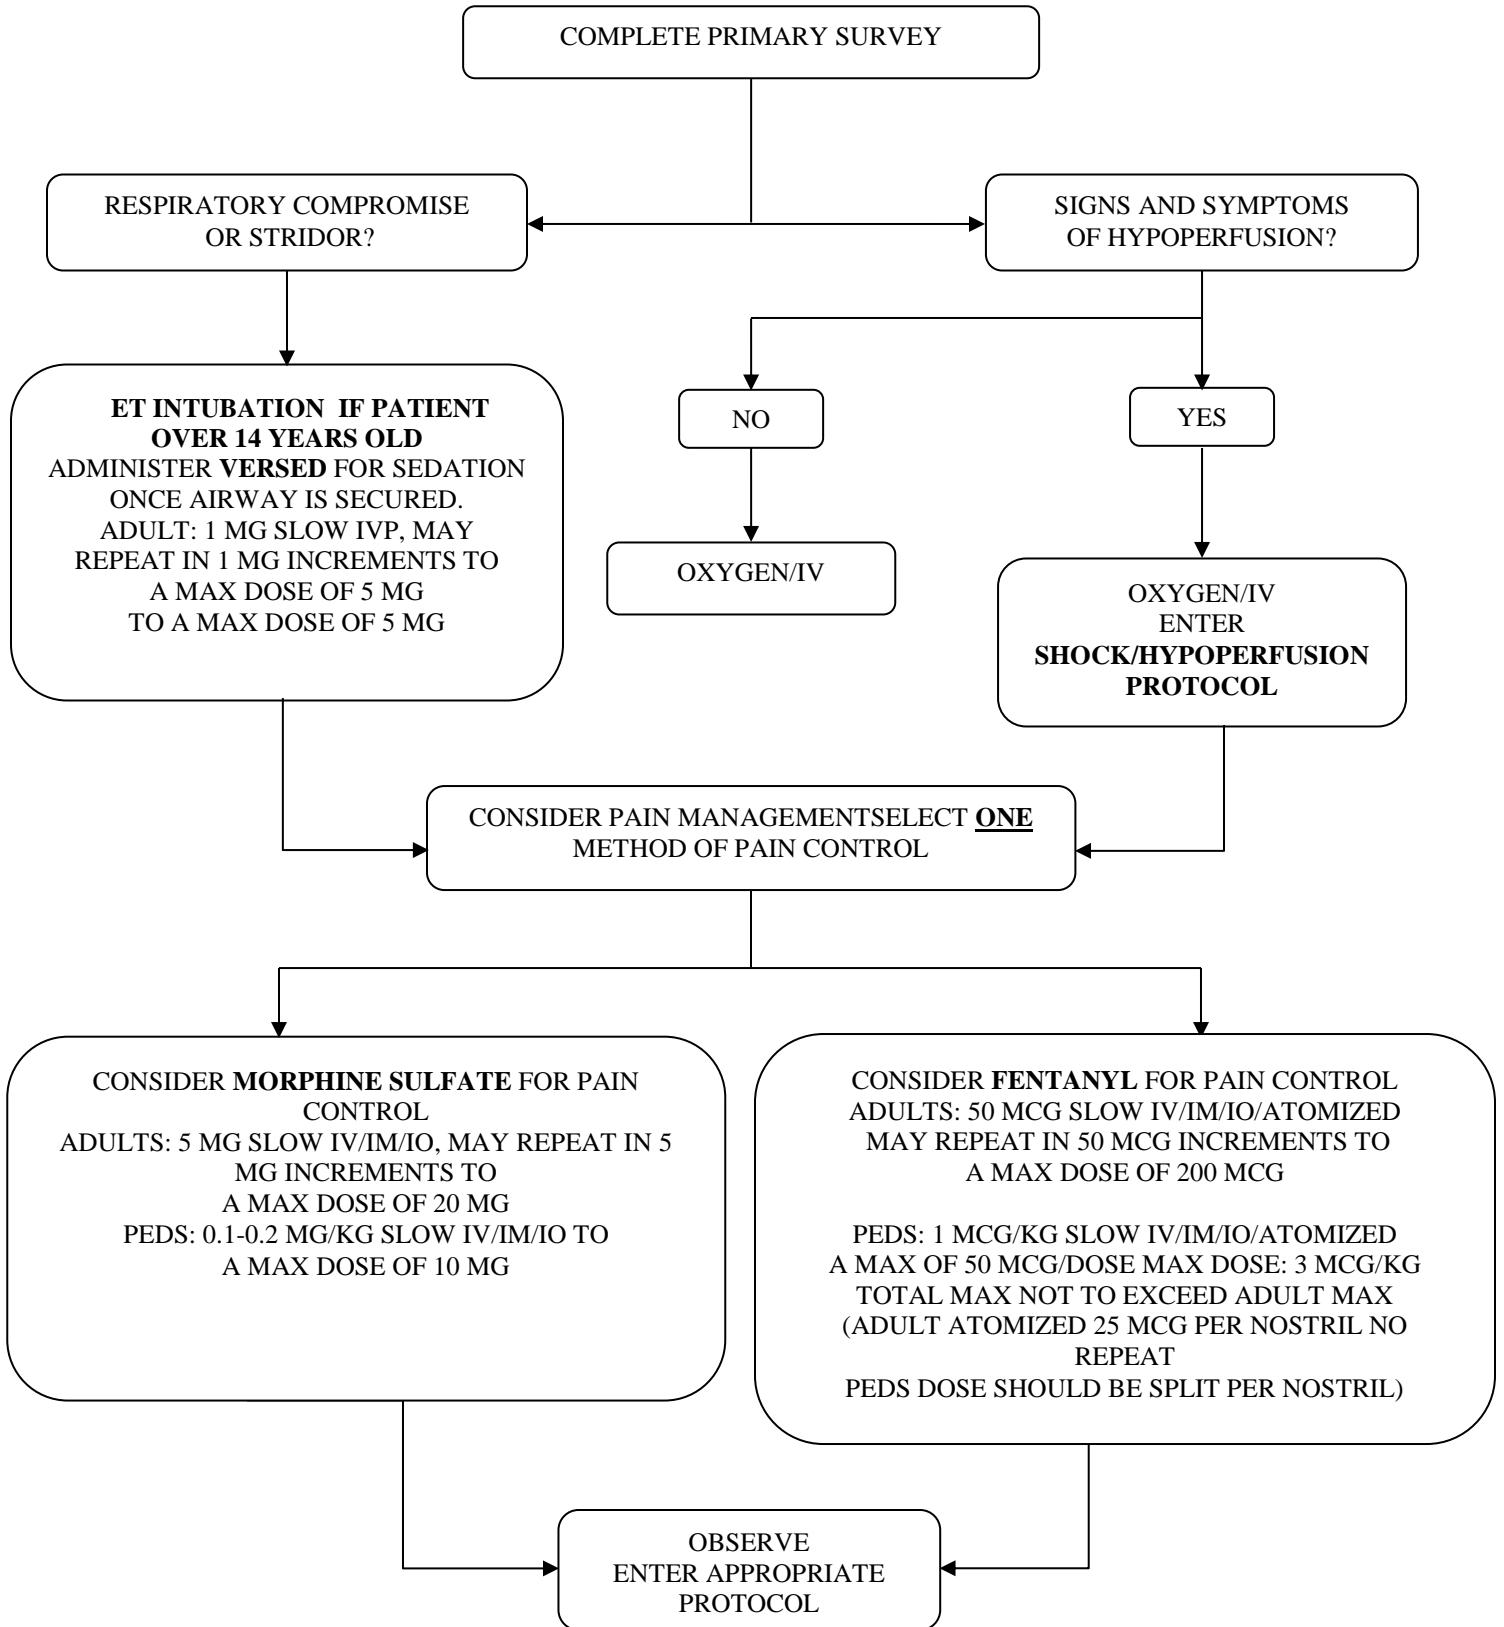 COMPLETE PRIMARY SURVEY
RESPIRATORY COMPROMISE
OR STRIDOR?
SIGNS AND SYMPTOMS
OF HYPOPERFUSION?
ET INTUBATION IF PATIENT
OVER 14 YEARS OLD
ADMINISTER VERSED FOR SEDATION
ONCE AIRWAY IS SECURED.
ADULT: 1 MG SLOW IVP, MAY
REPEAT IN 1 MG INCREMENTS TO
A MAX DOSE OF 5 MG
TO A MAX DOSE OF 5 MG
NO
YES
OXYGEN/IV
OXYGEN/IV
ENTER
SHOCK/HYPOPERFUSION
PROTOCOL
CONSIDER PAIN MANAGEMENTSELECT ONE
METHOD OF PAIN CONTROL
CONSIDER MORPHINE SULFATE FOR PAIN
CONTROL
ADULTS: 5 MG SLOW IV/IM/IO, MAY REPEAT IN 5
MG INCREMENTS TO
A MAX DOSE OF 20 MG
PEDS: 0.1-0.2 MG/KG SLOW IV/IM/IO TO
A MAX DOSE OF 10 MG
CONSIDER FENTANYL FOR PAIN CONTROL
ADULTS: 50 MCG SLOW IV/IM/IO/ATOMIZED
MAY REPEAT IN 50 MCG INCREMENTS TO
A MAX DOSE OF 200 MCG
PEDS: 1 MCG/KG SLOW IV/IM/IO/ATOMIZED
A MAX OF 50 MCG/DOSE MAX DOSE: 3 MCG/KG
TOTAL MAX NOT TO EXCEED ADULT MAX
(ADULT ATOMIZED 25 MCG PER NOSTRIL NO
REPEAT
PEDS DOSE SHOULD BE SPLIT PER NOSTRIL)
OBSERVE
ENTER APPROPRIATE
PROTOCOL